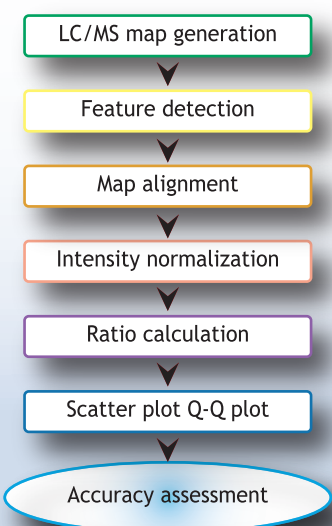 LC/MS map generation
Feature detection
Map alignment
Intensity normalization
Ratio calculation
Scatter plot Q-Q plot
Accuracy assessment